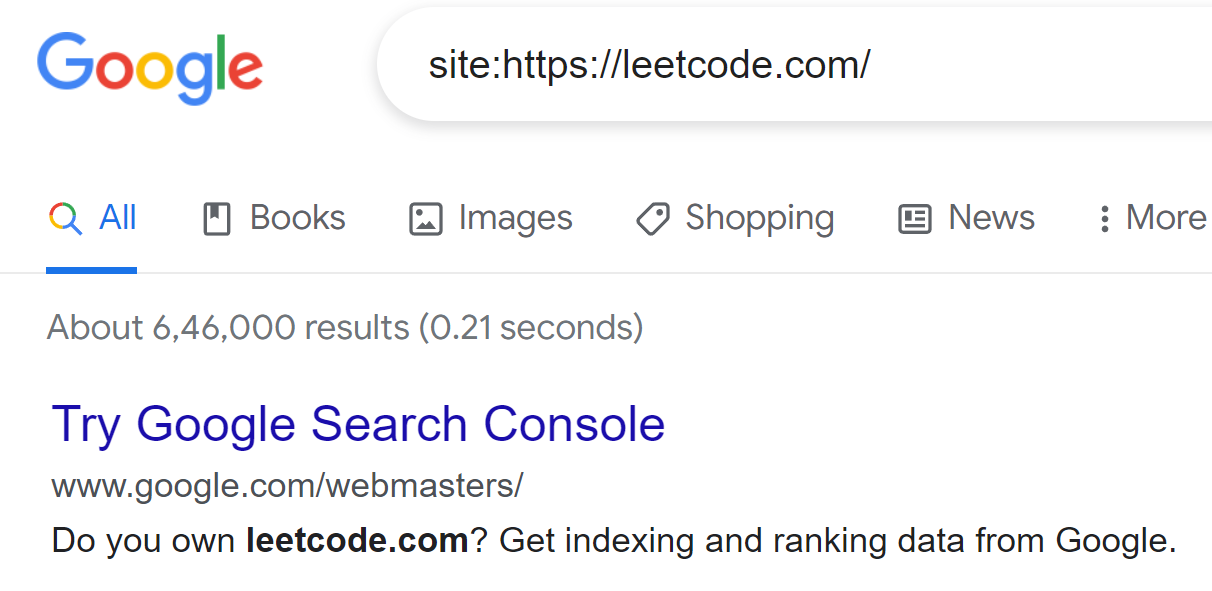 Google
site:https://leetcode.com/
All Books Images Shopping News More
About 6,46,000 results (0.21 seconds)
Try Google Search Console
www.google.com/webmasters/
Do you own leetcode.com? Get indexing and ranking data from Google.